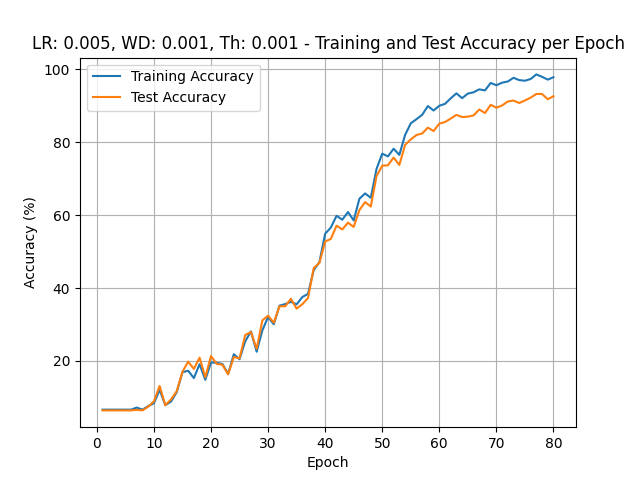 LR: 0.005, WD: 0.001, Th: 0.001 - Training and Test Accuracy per Epoch
Training Accuracy
Test Accuracy
100
80
60
40
20
Accuracy (%)
0 10 20 30 40 50 60 70 80
Epoch